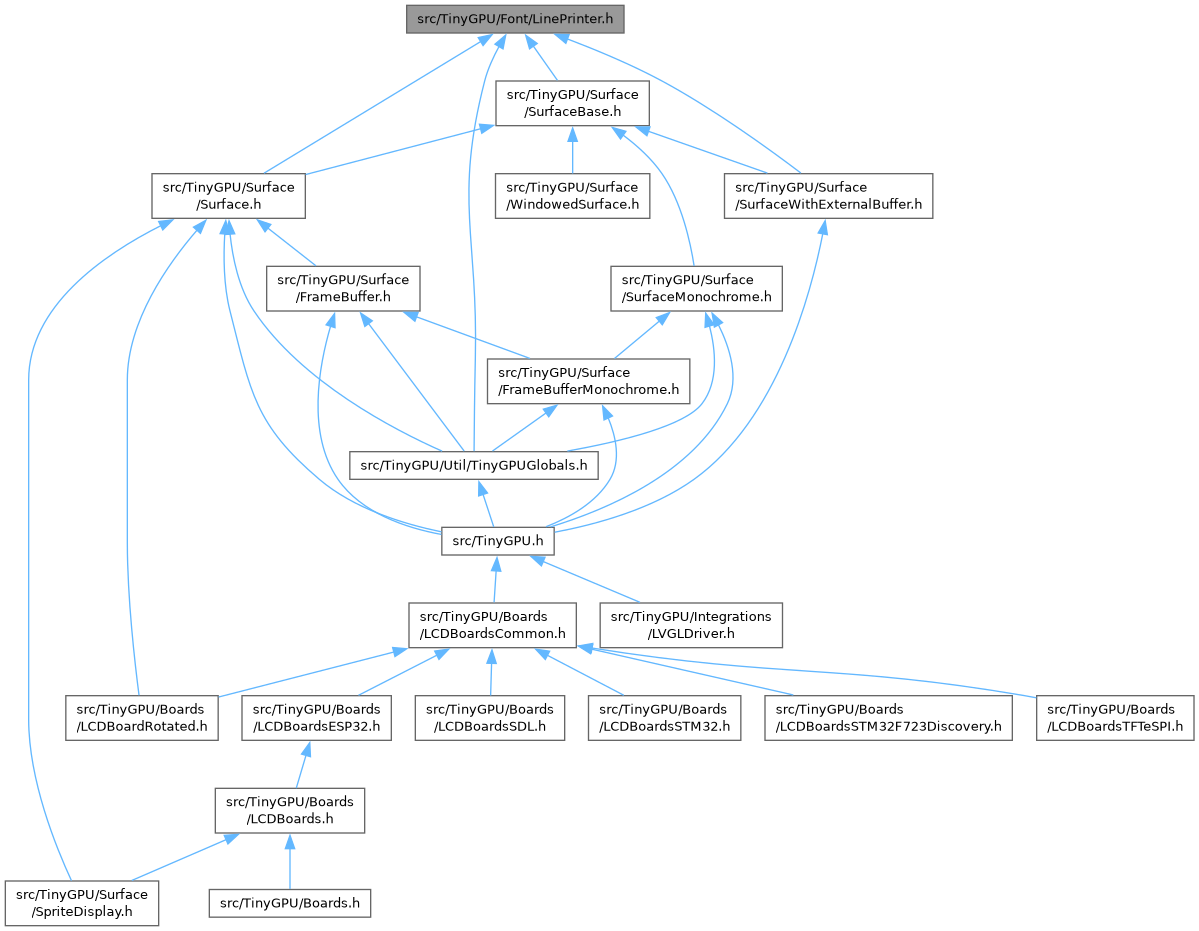 src/TinyGPU/Font/LinePrinter.h
src/TinyGPU/Surface
/SurfaceBase.h
src/TinyGPU/Surface
/Surface.h
src/TinyGPU/Surface
/WindowedSurface.h
src/TinyGPU/Surface
/SurfaceWithExternalBuffer.h
src/TinyGPU/Surface
/FrameBuffer.h
src/TinyGPU/Surface
/SurfaceMonochrome.h
src/TinyGPU/Surface
/FrameBufferMonochrome.h
src/TinyGPU/Util/TinyGPUGlobals.h
src/TinyGPU.h
src/TinyGPU/Boards
/LCDBoardsCommon.h
src/TinyGPU/Integrations
/LVGLDriver.h
src/TinyGPU/Boards
/LCDBoardRotated.h
src/TinyGPU/Boards
/LCDBoardsESP32.h
src/TinyGPU/Boards
/LCDBoardsSDL.h
src/TinyGPU/Boards
/LCDBoardsSTM32.h
src/TinyGPU/Boards
/LCDBoardsSTM32F723Discovery.h
src/TinyGPU/Boards
/LCDBoardsTFTeSPI.h
src/TinyGPU/Boards
/LCDBoards.h
src/TinyGPU/Surface
/SpriteDisplay.h
src/TinyGPU/Boards.h